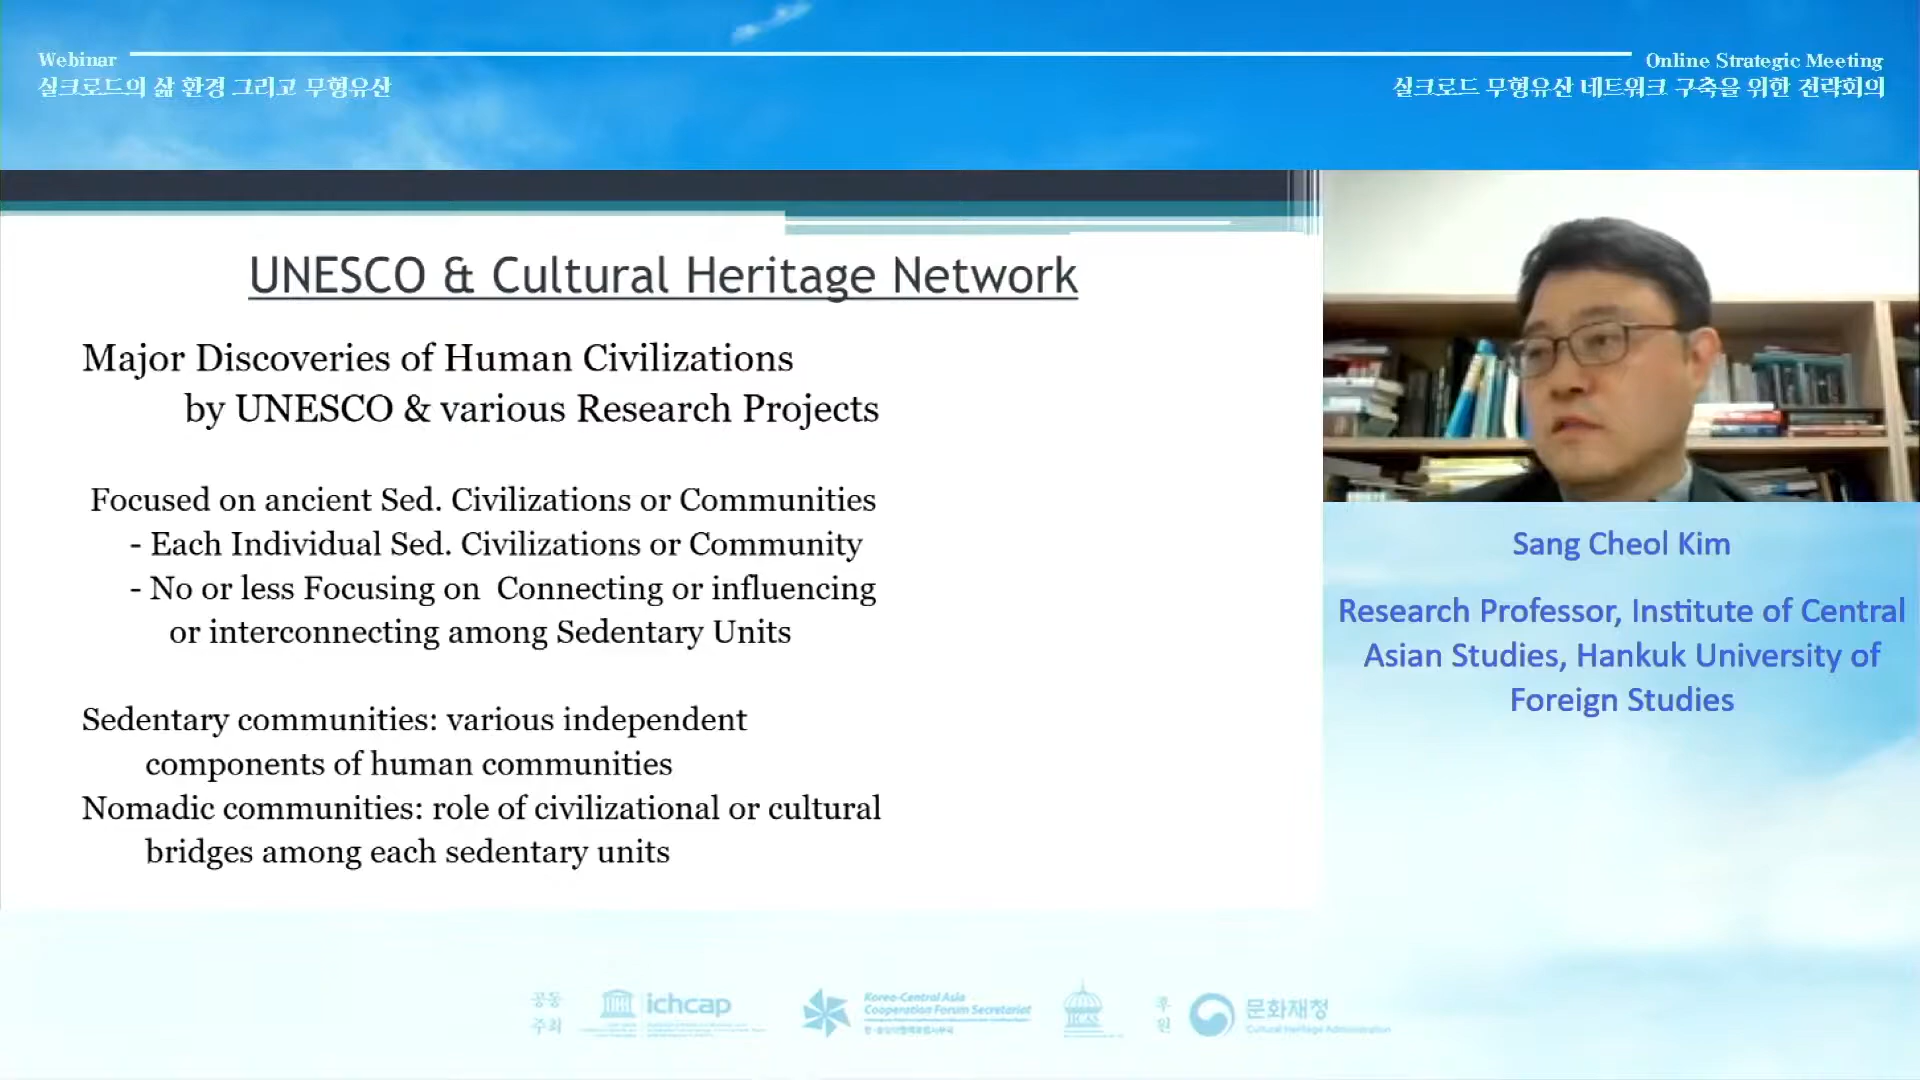 Webinar
실크로드의 삶 환경 그리고 무형유산
Online Strategic Meeting
실크로드 무형유산 네트워크 구축을 위한 전략회의
UNESCO & Cultural Heritage Network
Major Discoveries of Human Civilizations
by UNESCO & various Research Projects
Focused on ancient Sed. Civilizations or Communities
- Each Individual Sed. Civilizations or Community
- No or less Focusing on Connecting or influencing
or interconnecting among Sedentary Units
Sedentary communities: various independent
components of human communities
Nomadic communities: role of civilizational or cultural
bridges among each sedentary units
Sang Cheol Kim
Research Professor, Institute of Central
Asian Studies, Hankuk University of
Foreign Studies
공동
주최
ichcap
Korea-Central Asia
Cooperation Forum Secretariat
IICAS
후
원
문화재청
Cultural Heritage Administration